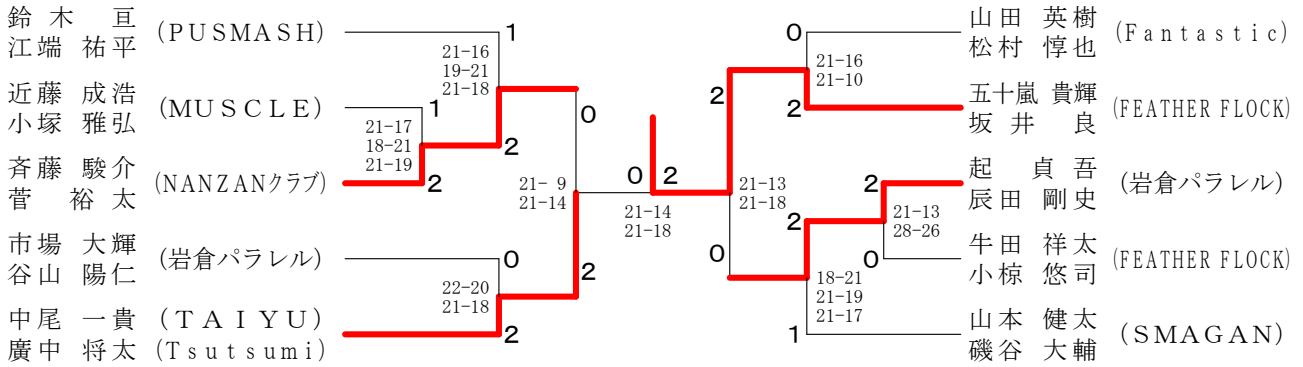 鈴木 亘
江端 祐平
(PUSMASH)
1
21-16
19-21
21-18
近藤 成浩
小塚 雅弘
(MUSCLE)
1
21-17
18-21
21-19
2
斉藤 駿介
菅 裕太
(NANZANクラブ)
2
0
21- 9
21-14
市場 大輝
谷山 陽仁
(岩倉パラレル)
0
22-20
21-18
2
中尾 一貴
廣中 将太
(TAIYU)
(Tsutsumi)
2
0
2
21-14
21-18
山田 英樹
松村 惇也
(Fantastic)
0
21-16
21-10
2
五十嵐 貴輝
坂井 良
(FEATHER FLOCK)
2
21-13
21-18
起 貞吾
辰田 剛史
(岩倉パラレル)
2
21-13
28-26
2
牛田 祥太
小椋 悠司
(FEATHER FLOCK)
0
0
18-21
21-19
21-17
山本 健太
磯谷 大輔
(SMAGAN)
1